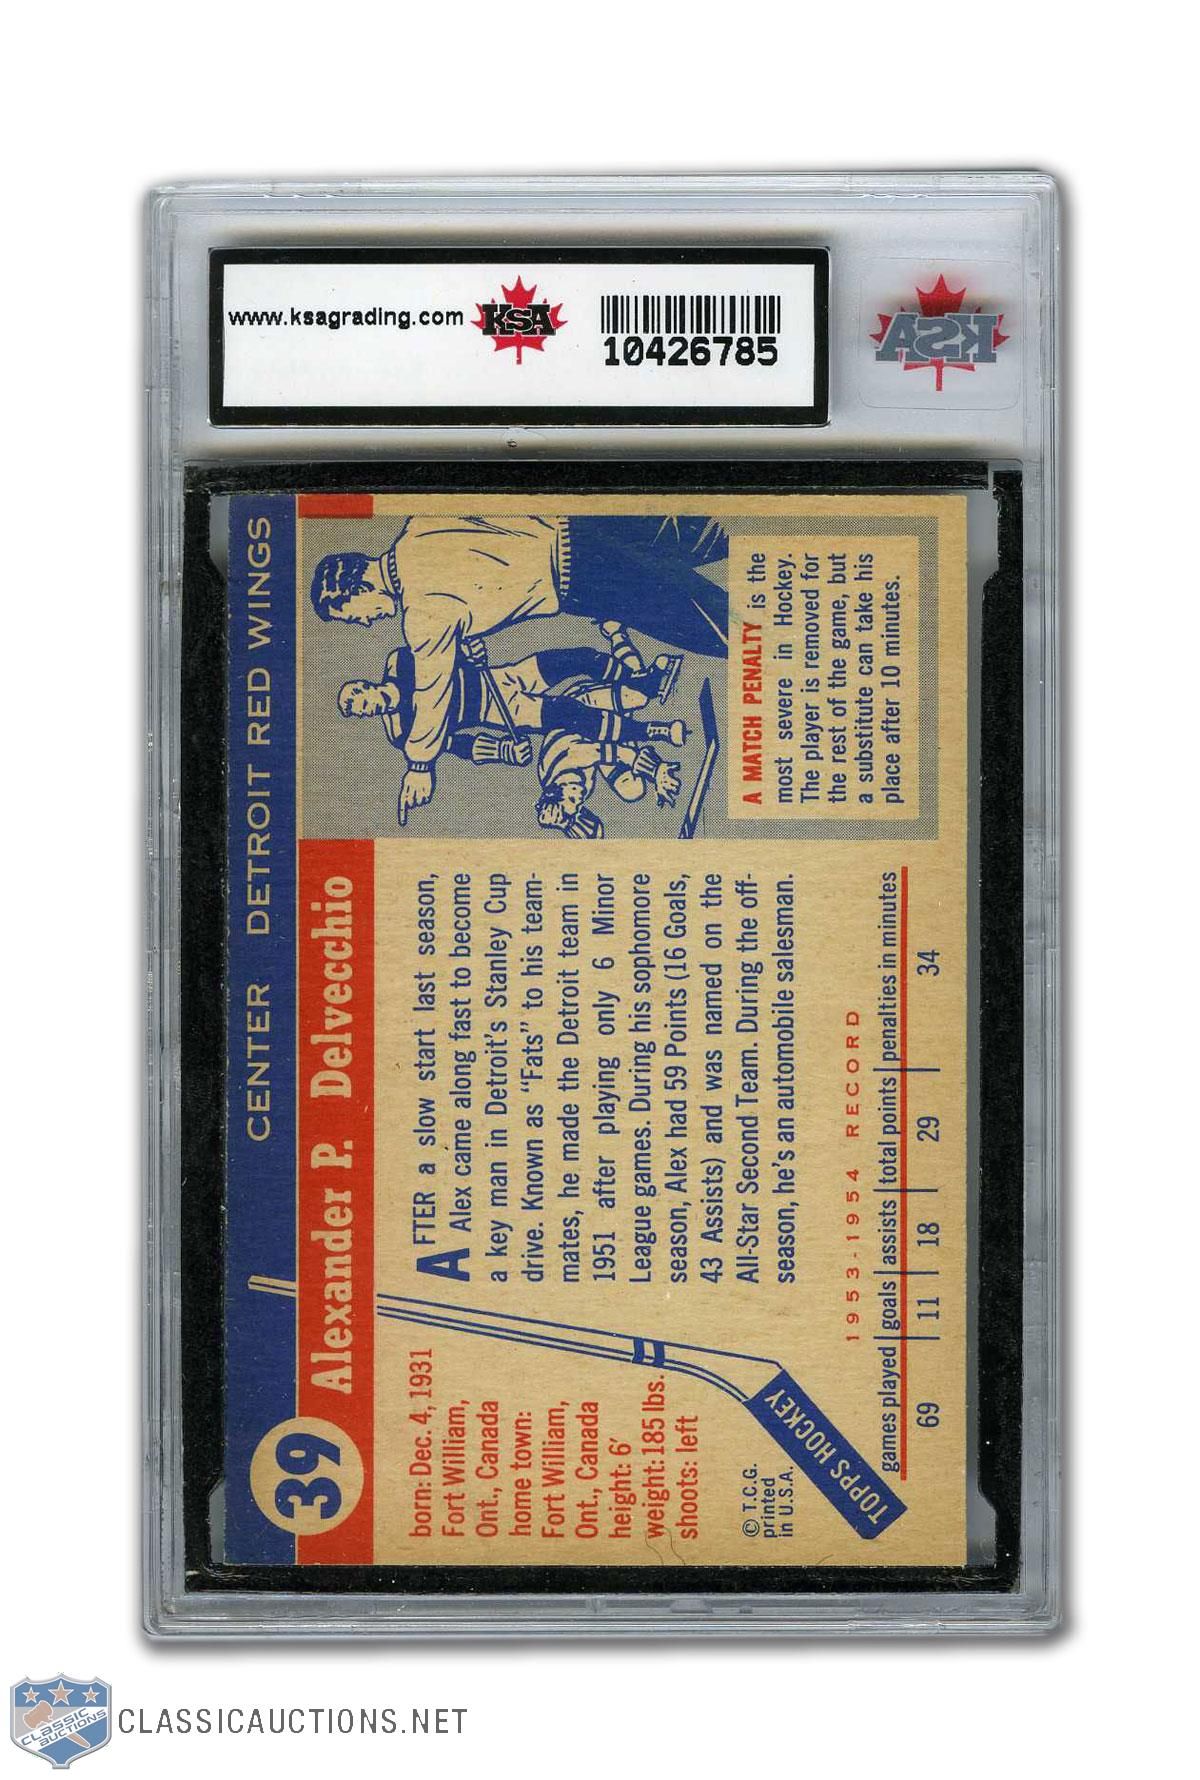 www.ksagrading.com
KSA
10426785
KSA
CENTER DETROIT RED WINGS
39
Alexander P. Delvecchio
born: Dec. 4, 1931
Fort William,
Ont., Canada
home town:
Fort William,
Ont., Canada
height: 6'
weight: 185 lbs.
shoots: left
© T.C.G.
printed
in U.S.A.
TOPPS HOCKEY
AFTER a slow start last season,
Alex came along fast to become
a key man in Detroit's Stanley Cup
drive. Known as "Fats" to his team-
mates, he made the Detroit team in
1951 after playing only 6 Minor
League games. During his sophomore
season, Alex had 59 Points (16 Goals,
43 Assists) and was named on the
All-Star Second Team. During the off-
season, he's an automobile salesman.
A MATCH PENALTY is the
most severe in Hockey.
The player is removed for
the rest of the game, but
a substitute can take his
place after 10 minutes.
1953-1954 RECORD
games played goals assists total points penalties in minutes
69 11 18 29 34
CLASSIC AUCTIONS
CLASSICAUCTIONS.NET